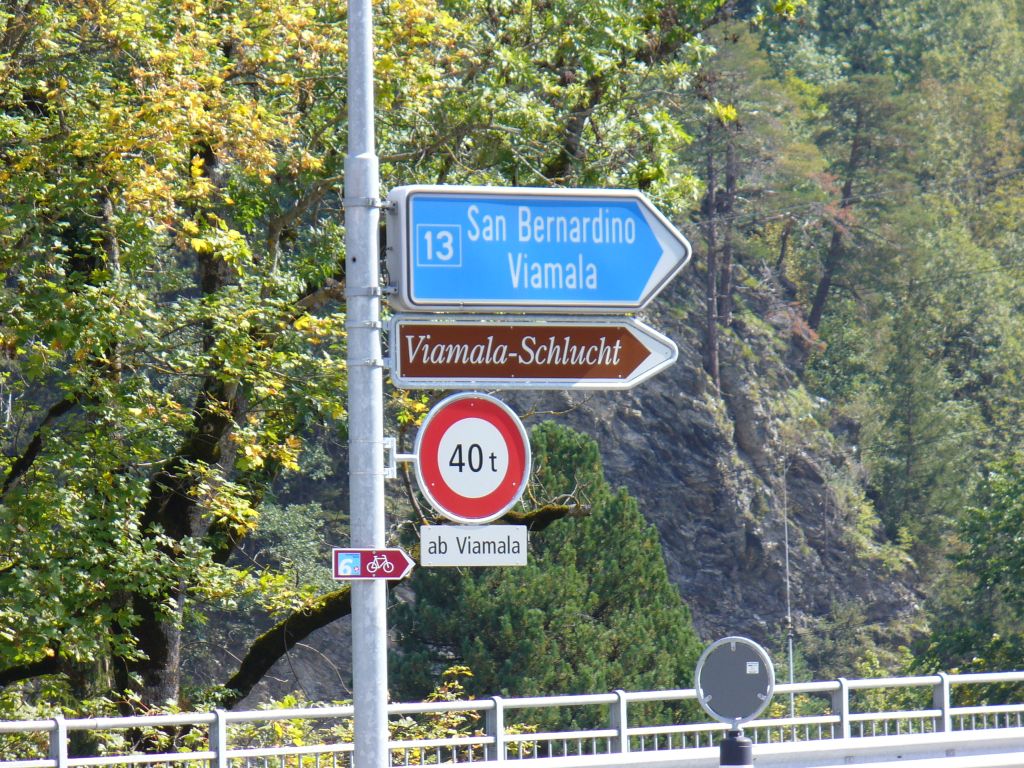 13
San Bernardino
Viamala
Viamala-Schlucht
40 t
ab Viamala
6